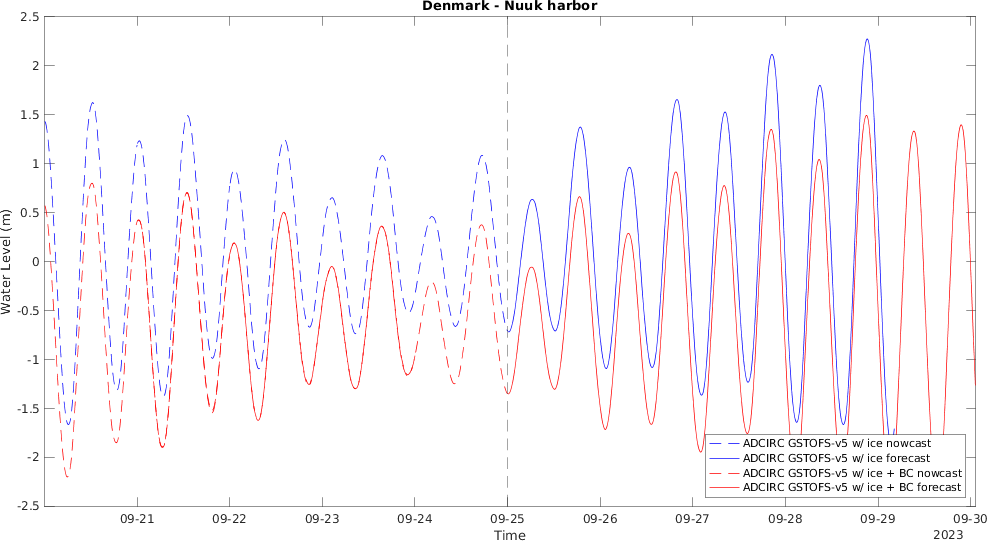 Denmark - Nuuk harbor
Water Level (m)
2.5
2
1.5
1
0.5
0
-0.5
-1
-1.5
-2
-2.5
ADCIRC GSTOFS-v5 w/ ice nowcast
ADCIRC GSTOFS-v5 w/ ice forecast
ADCIRC GSTOFS-v5 w/ ice + BC nowcast
ADCIRC GSTOFS-v5 w/ ice + BC forecast
09-21 09-22 09-23 09-24 09-25 09-26 09-27 09-28 09-29 09-30
Time
2023